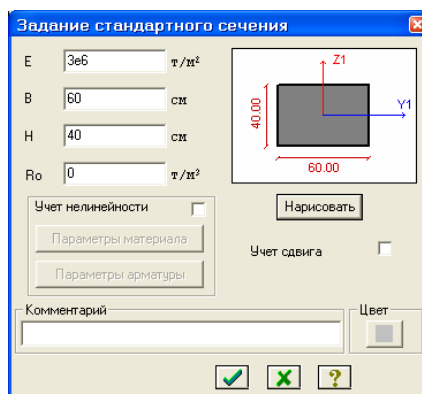 Задание стандартного сечения
E 3e6 т/м²
B 60 см
H 40 см
Ro 0 т/м³
Z1
Y1
40.00
60.00
Учет нелинейности
Параметры материала
Параметры арматуры
Нарисовать
Учет сдвига
Комментарий
Цвет
?